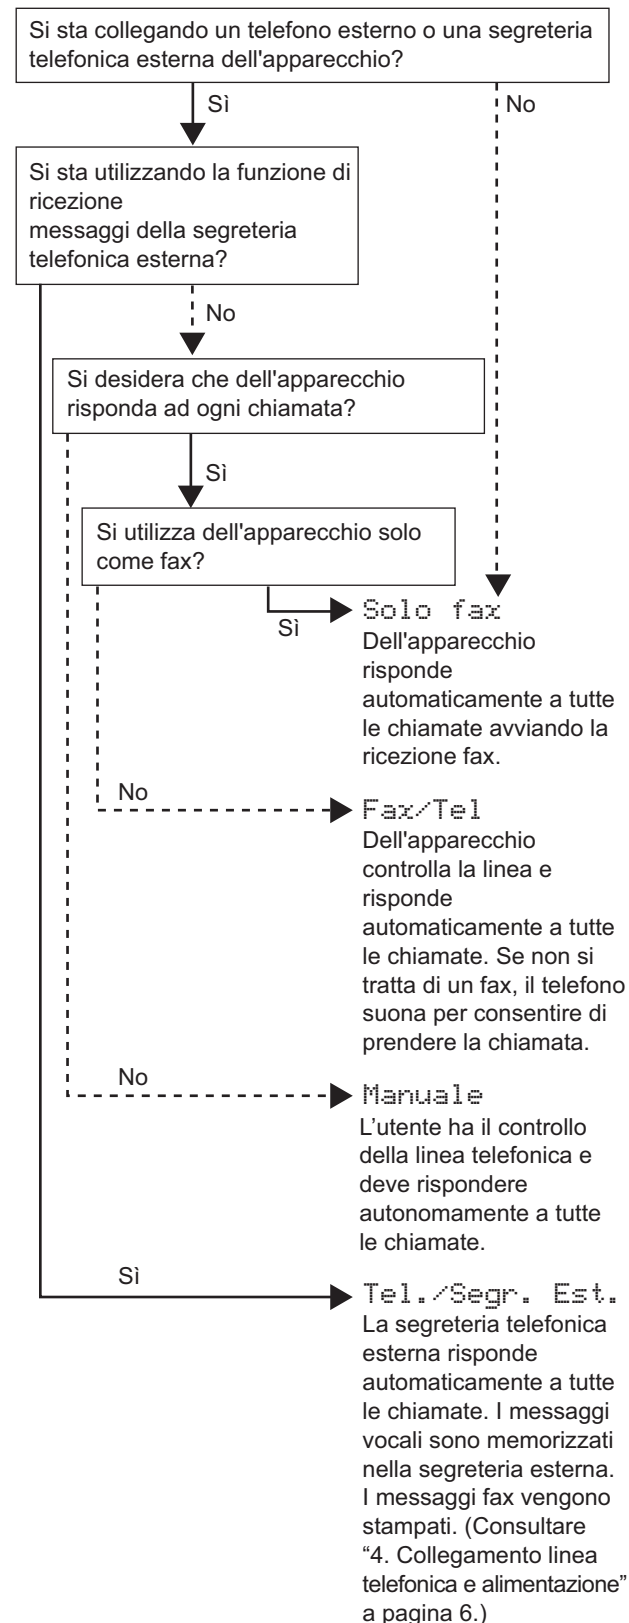 Si sta collegando un telefono esterno o una segreteria
telefonica esterna dell'apparecchio?
Sì
No
Si sta utilizzando la funzione di
ricezione
messaggi della segreteria
telefonica esterna?
No
Si desidera che dell'apparecchio
risponda ad ogni chiamata?
Sì
Si utilizza dell'apparecchio solo
come fax?
Sì
Solo fax
Dell'apparecchio
risponde
automaticamente a tutte
le chiamate avviando la
ricezione fax.
No
Fax/Tel
Dell'apparecchio
controlla la linea e
risponde
automaticamente a tutte
le chiamate. Se non si
tratta di un fax, il telefono
suona per consentire di
prendere la chiamata.
No
Manuale
L'utente ha il controllo
della linea telefonica e
deve rispondere
autonomamente a tutte
le chiamate.
Sì
Tel./Segr. Est.
La segreteria telefonica
esterna risponde
automaticamente a tutte
le chiamate. I messaggi
vocali sono memorizzati
nella segreteria esterna.
I messaggi fax vengono
stampati. (Consultare
“4. Collegamento linea
telefonica e alimentazione”
a pagina 6.)